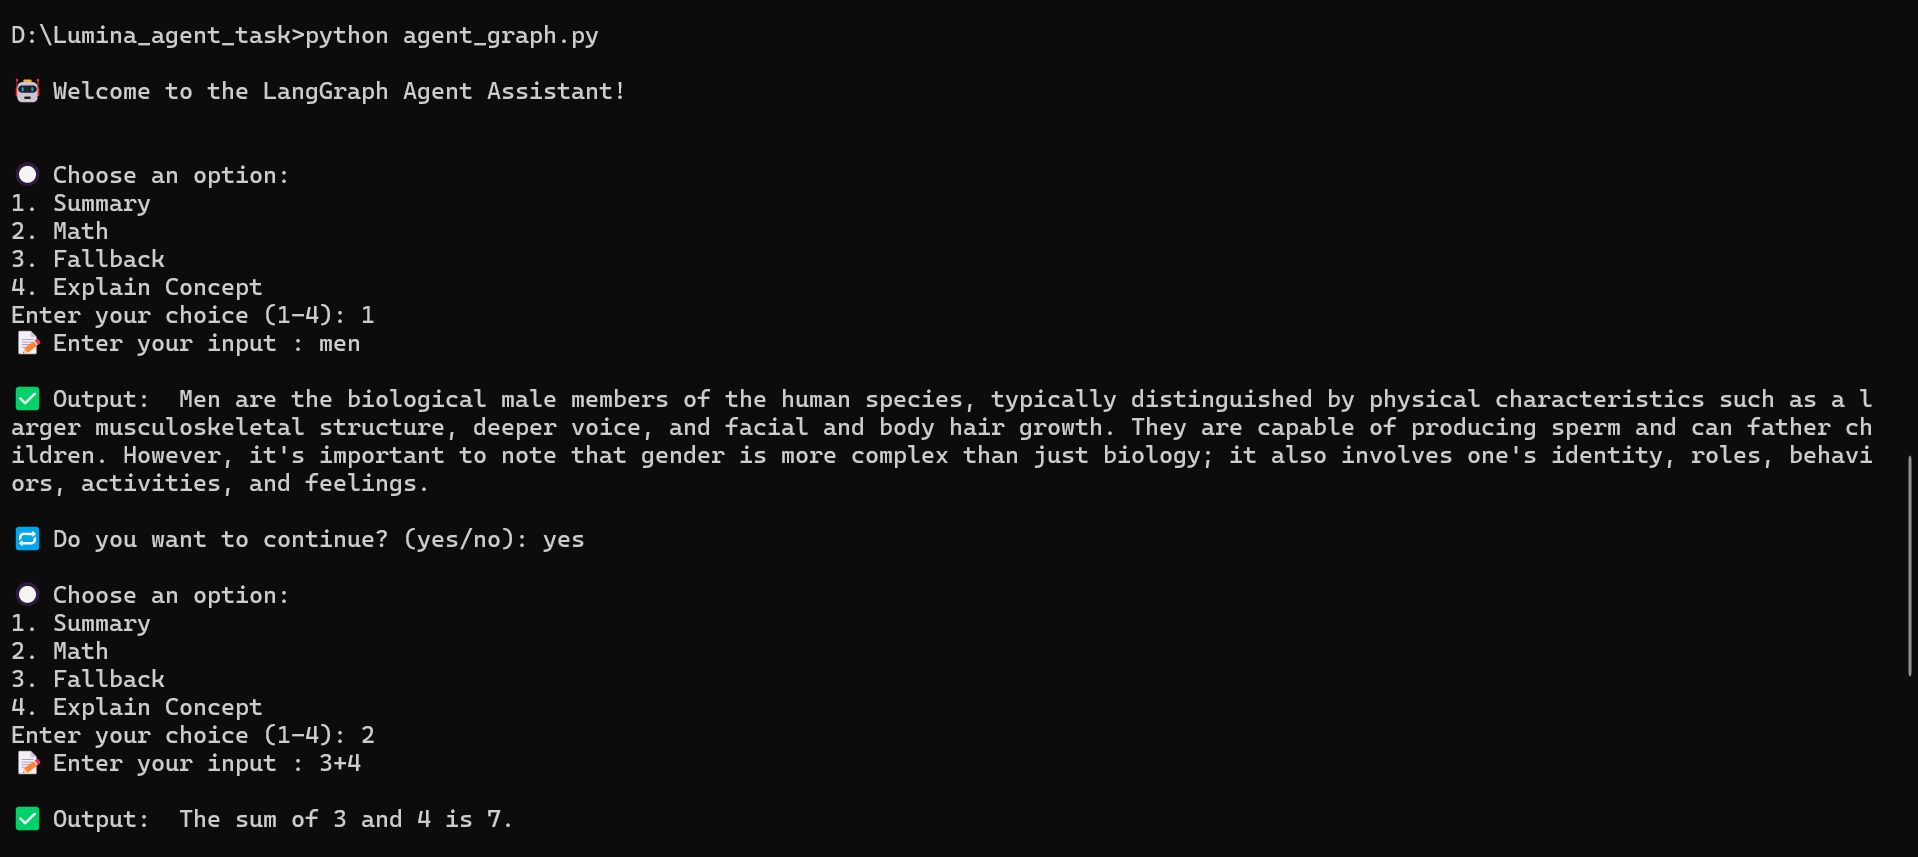 D:\Lumina_agent_task>python agent_graph.py
🤖 Welcome to the LangGraph Agent Assistant!
Choose an option:
1. Summary
2. Math
3. Fallback
4. Explain Concept
Enter your choice (1-4): 1
📝 Enter your input : men
✅ Output:  Men are the biological male members of the human species, typically distinguished by physical characteristics such as a l
arger musculoskeletal structure, deeper voice, and facial and body hair growth. They are capable of producing sperm and can father ch
ildren. However, it's important to note that gender is more complex than just biology; it also involves one's identity, roles, behavi
ors, activities, and feelings.
🔁 Do you want to continue? (yes/no): yes
Choose an option:
1. Summary
2. Math
3. Fallback
4. Explain Concept
Enter your choice (1-4): 2
📝 Enter your input : 3+4
✅ Output:  The sum of 3 and 4 is 7.